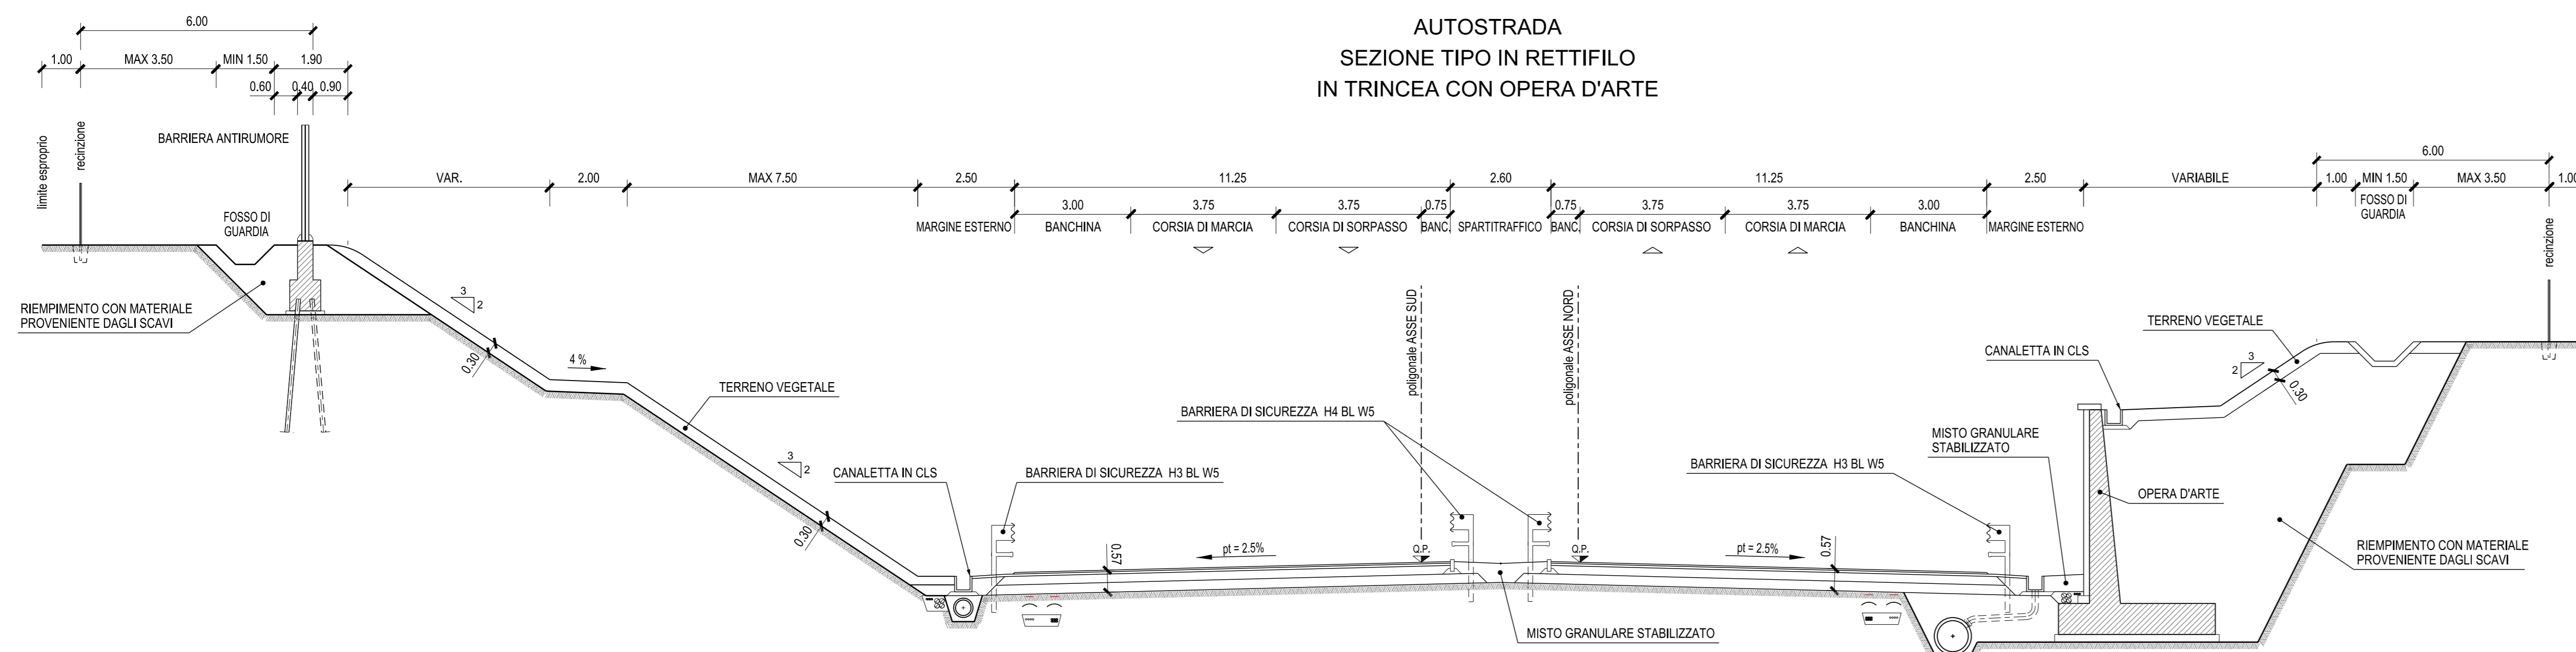 AUTOSTRADA
SEZIONE TIPO IN RETTIFILO
IN TRINCEA CON OPERA D'ARTE
6.00
1.00 MAX 3.50 MIN 1.50 1.90
0.60 0.40 0.90
limite esproprio
recinzione
BARRIERA ANTIRUMORE
FOSSO DI
GUARDIA
RIEMPIMENTO CON MATERIALE
PROVENIENTE DAGLI SCAVI
VAR. 2.00 MAX 7.50 2.50 11.25 2.60 11.25 2.50 VARIABILE
6.00
1.00 MIN 1.50 MAX 3.50 1.00
FOSSO DI
GUARDIA
3.00 3.75 3.75 0.75 0.75 3.75 3.75 3.00
MARGINE ESTERNO BANCHINA CORSIA DI MARCIA CORSIA DI SORPASSO BANC. SPARTITRAFFICO BANC. CORSIA DI SORPASSO CORSIA DI MARCIA BANCHINA MARGINE ESTERNO
recinzione
3
2
0.30
4 %
TERRENO VEGETALE
3
2
0.30
CANALETTA IN CLS
BARRIERA DI SICUREZZA H3 BL W5
0.57
pt = 2.5%
BARRIERA DI SICUREZZA H4 BL W5
poligonale ASSE SUD
Q.P.
poligonale ASSE NORD
Q.P.
pt = 2.5%
0.57
BARRIERA DI SICUREZZA H3 BL W5
MISTO GRANULARE STABILIZZATO
MISTO GRANULARE
STABILIZZATO
CANALETTA IN CLS
TERRENO VEGETALE
3
2
0.30
OPERA D'ARTE
RIEMPIMENTO CON MATERIALE
PROVENIENTE DAGLI SCAVI